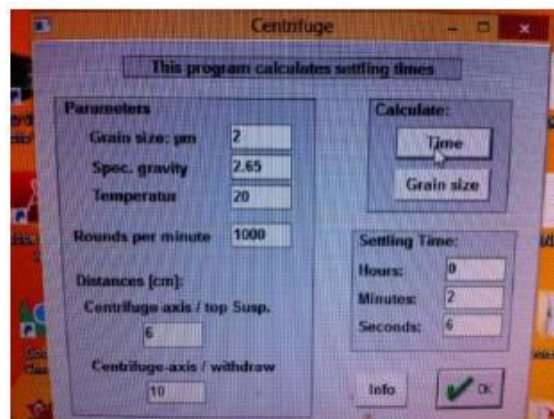 Centrifuge
This program calculates settling times
Parameters
Grain size: µm 2
Spec. gravity 2.65
Temperatur 20
Rounds per minute 1000
Distances [cm]:
Centrifuge axis / top Susp.
6
Centrifuge-axis / withdraw
10
Calculate:
Time
Grain size
Settling Time:
Hours: 0
Minutes: 2
Seconds: 6
Info
OK